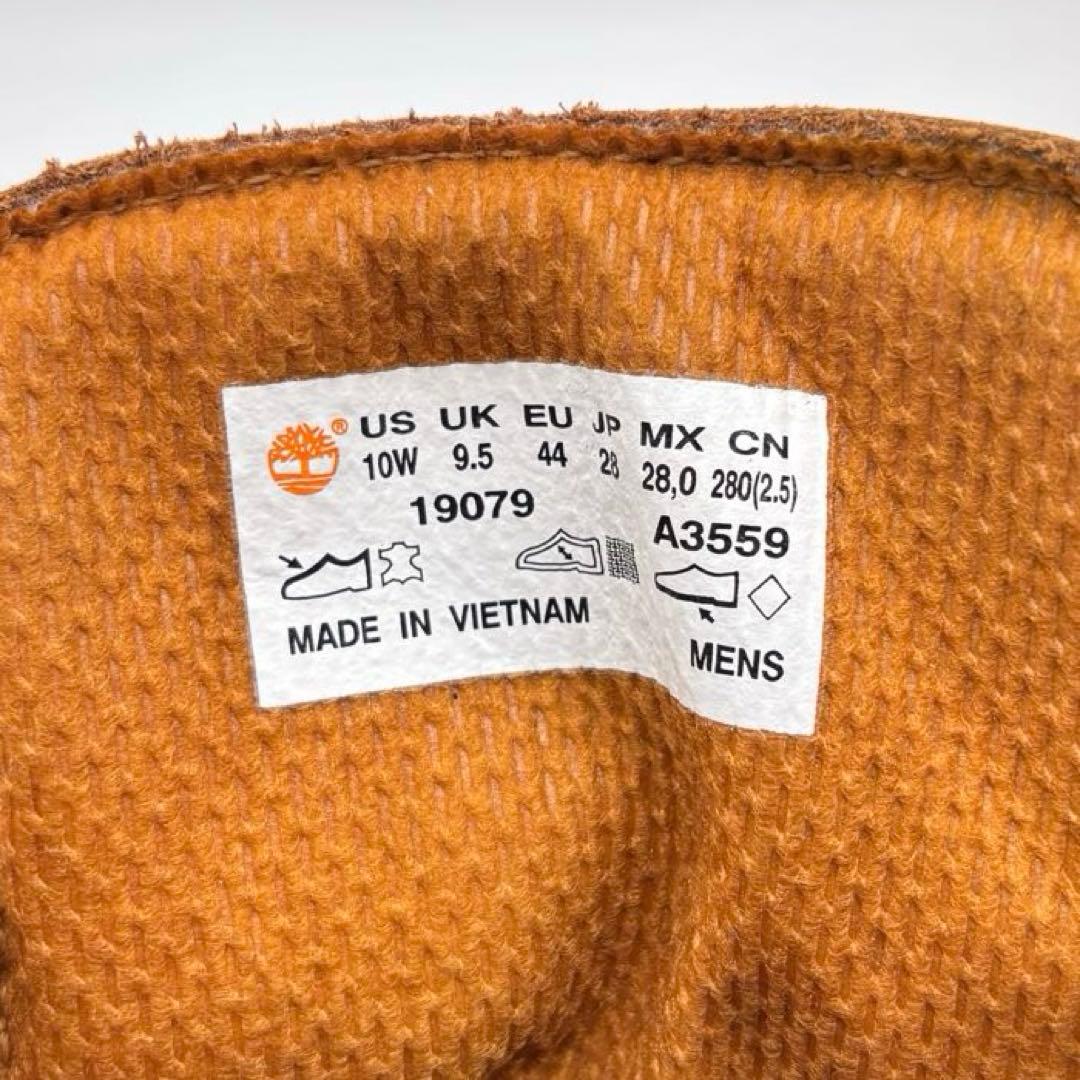 ® US UK EU JP MX CN
10W 9.5 44 28 28,0 280(2.5)
19079 A3559
MADE IN VIETNAM MENS